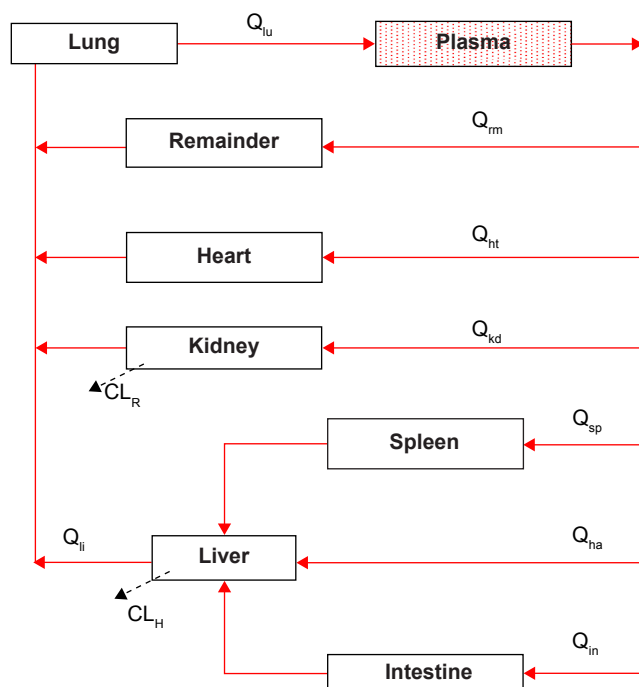 Lung
Q_lu
Plasma
Q_rm
Remainder
Q_ht
Heart
Q_kd
Kidney
CL_R
Q_sp
Spleen
Q_li
Liver
Q_ha
CL_H
Q_in
Intestine